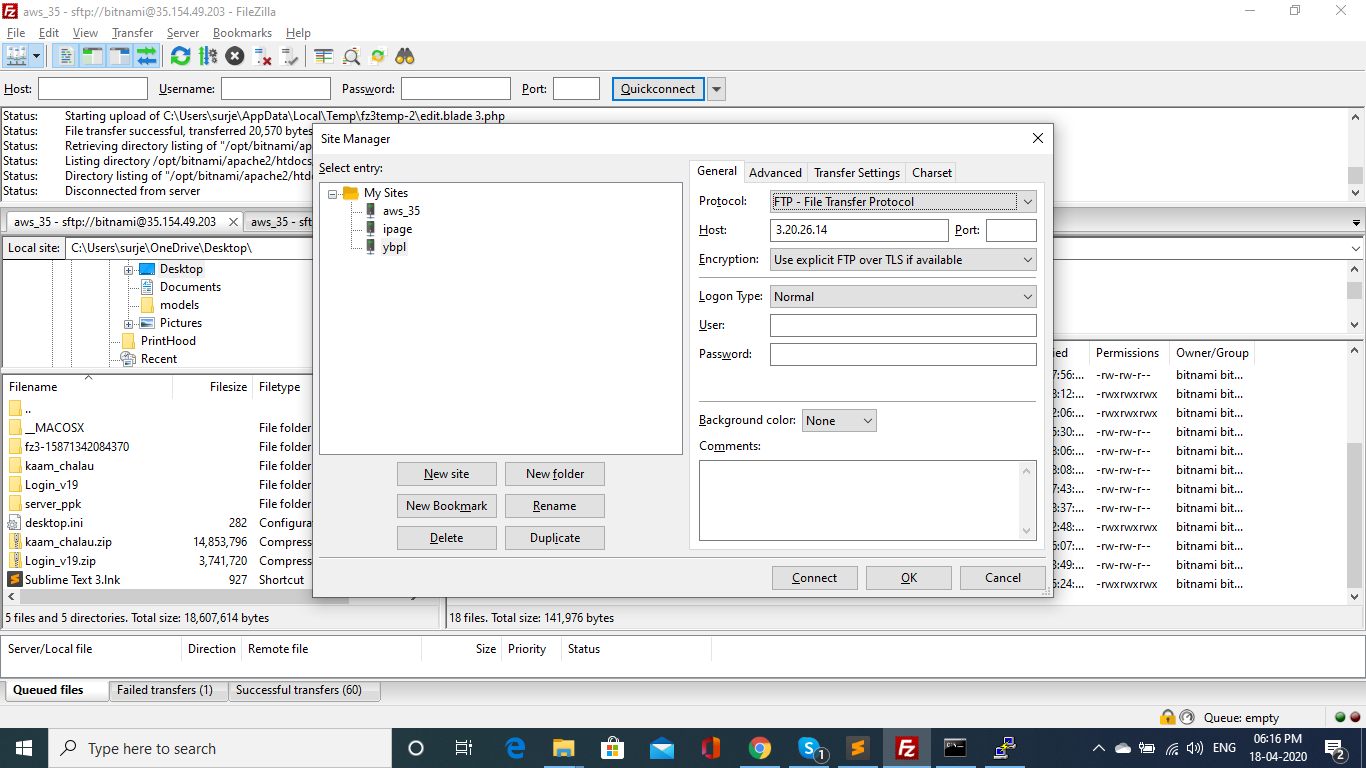 aws_35 - sftp://bitnami@35.154.49.203 - FileZilla
File Edit View Transfer Server Bookmarks Help
Host: Username: Password: Port: Quickconnect
Status: Starting upload of C:\Users\surje\AppData\Local\Temp\fz3temp-2\edit.blade 3.php
Status: File transfer successful, transferred 20,570 bytes
Status: Retrieving directory listing of "/opt/bitnami/ap
Status: Listing directory /opt/bitnami/apache2/htdocs
Status: Directory listing of "/opt/bitnami/apache2/htd
Status: Disconnected from server
aws_35 - sftp://bitnami@35.154.49.203 aws_35 - sft
Local site: C:\Users\surje\OneDrive\Desktop\
Desktop
Documents
models
Pictures
PrintHood
Recent
Filename Filesize Filetype
..
__MACOSX File folder
fz3-15871342084370 File folder
kaam_chalau File folder
Login_v19 File folder
server_ppk File folder
desktop.ini 282 Configura
kaam_chalau.zip 14,853,796 Compress
Login_v19.zip 3,741,720 Compress
Sublime Text 3.lnk 927 Shortcut
5 files and 5 directories. Total size: 18,607,614 bytes
Site Manager
Select entry:
My Sites
aws_35
ipage
ybpl
New site New folder
New Bookmark Rename
Delete Duplicate
General Advanced Transfer Settings Charset
Protocol: FTP - File Transfer Protocol
Host: 3.20.26.14 Port:
Encryption: Use explicit FTP over TLS if available
Logon Type: Normal
User:
Password:
Background color: None
Comments:
Connect OK Cancel
ied Permissions Owner/Group
7:56:... -rw-rw-r-- bitnami bit...
8:12:... -rwxrwxrwx bitnami bit...
2:06:... -rwxrwxrwx bitnami bit...
5:30:... -rw-rw-r-- bitnami bit...
8:06:... -rw-rw-r-- bitnami bit...
8:08:... -rw-rw-r-- bitnami bit...
7:43:... -rw-rw-r-- bitnami bit...
8:37:... -rw-rw-r-- bitnami bit...
2:48:... -rwxrwxrwx bitnami bit...
6:07:... -rw-rw-r-- bitnami bit...
8:49:... -rw-rw-r-- bitnami bit...
6:24:... -rwxrwxrwx bitnami bit...
18 files. Total size: 141,976 bytes
Server/Local file Direction Remote file Size Priority Status
Queued files Failed transfers (1) Successful transfers (60)
Queue: empty
Type here to search
1
ENG
06:16 PM
18-04-2020
2